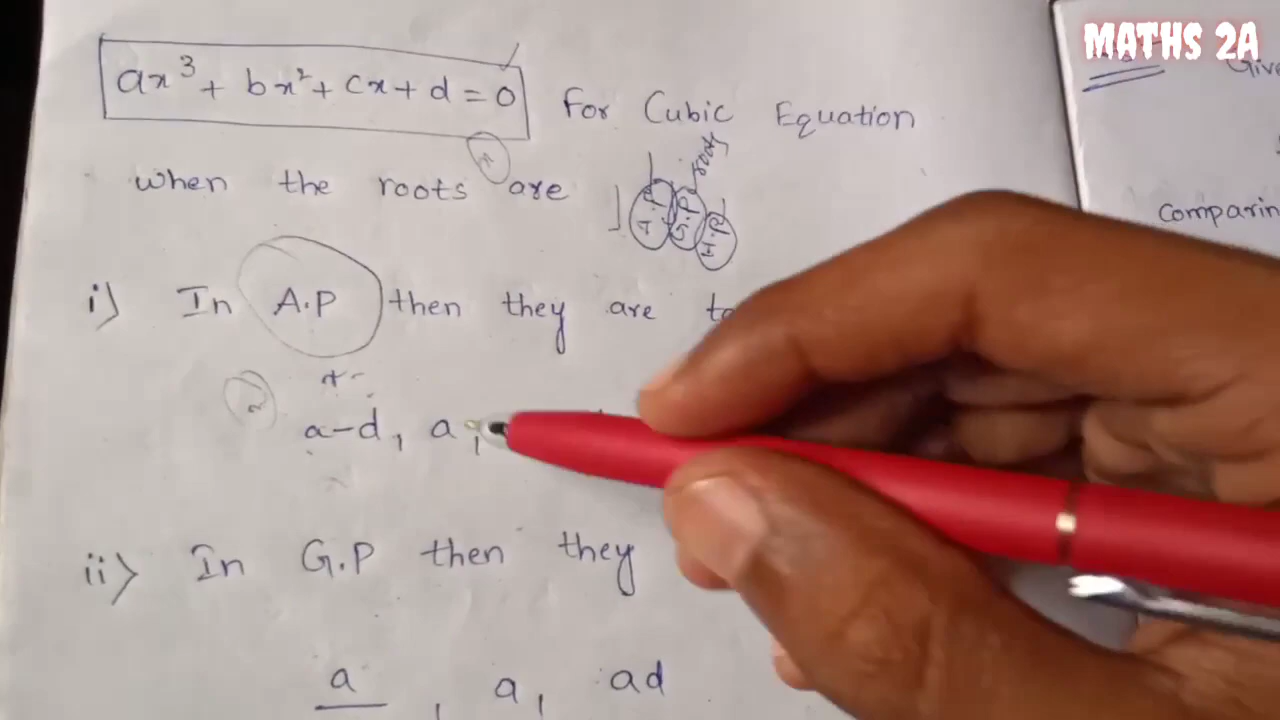 MATHS 2A
ax³ + bx² + cx + d = 0 For Cubic Equation
when the roots are
A.P G.P H.P roots
i) In A.P then they are
a-d, a,
ii) In G.P then they
a , a, ad
Comparin